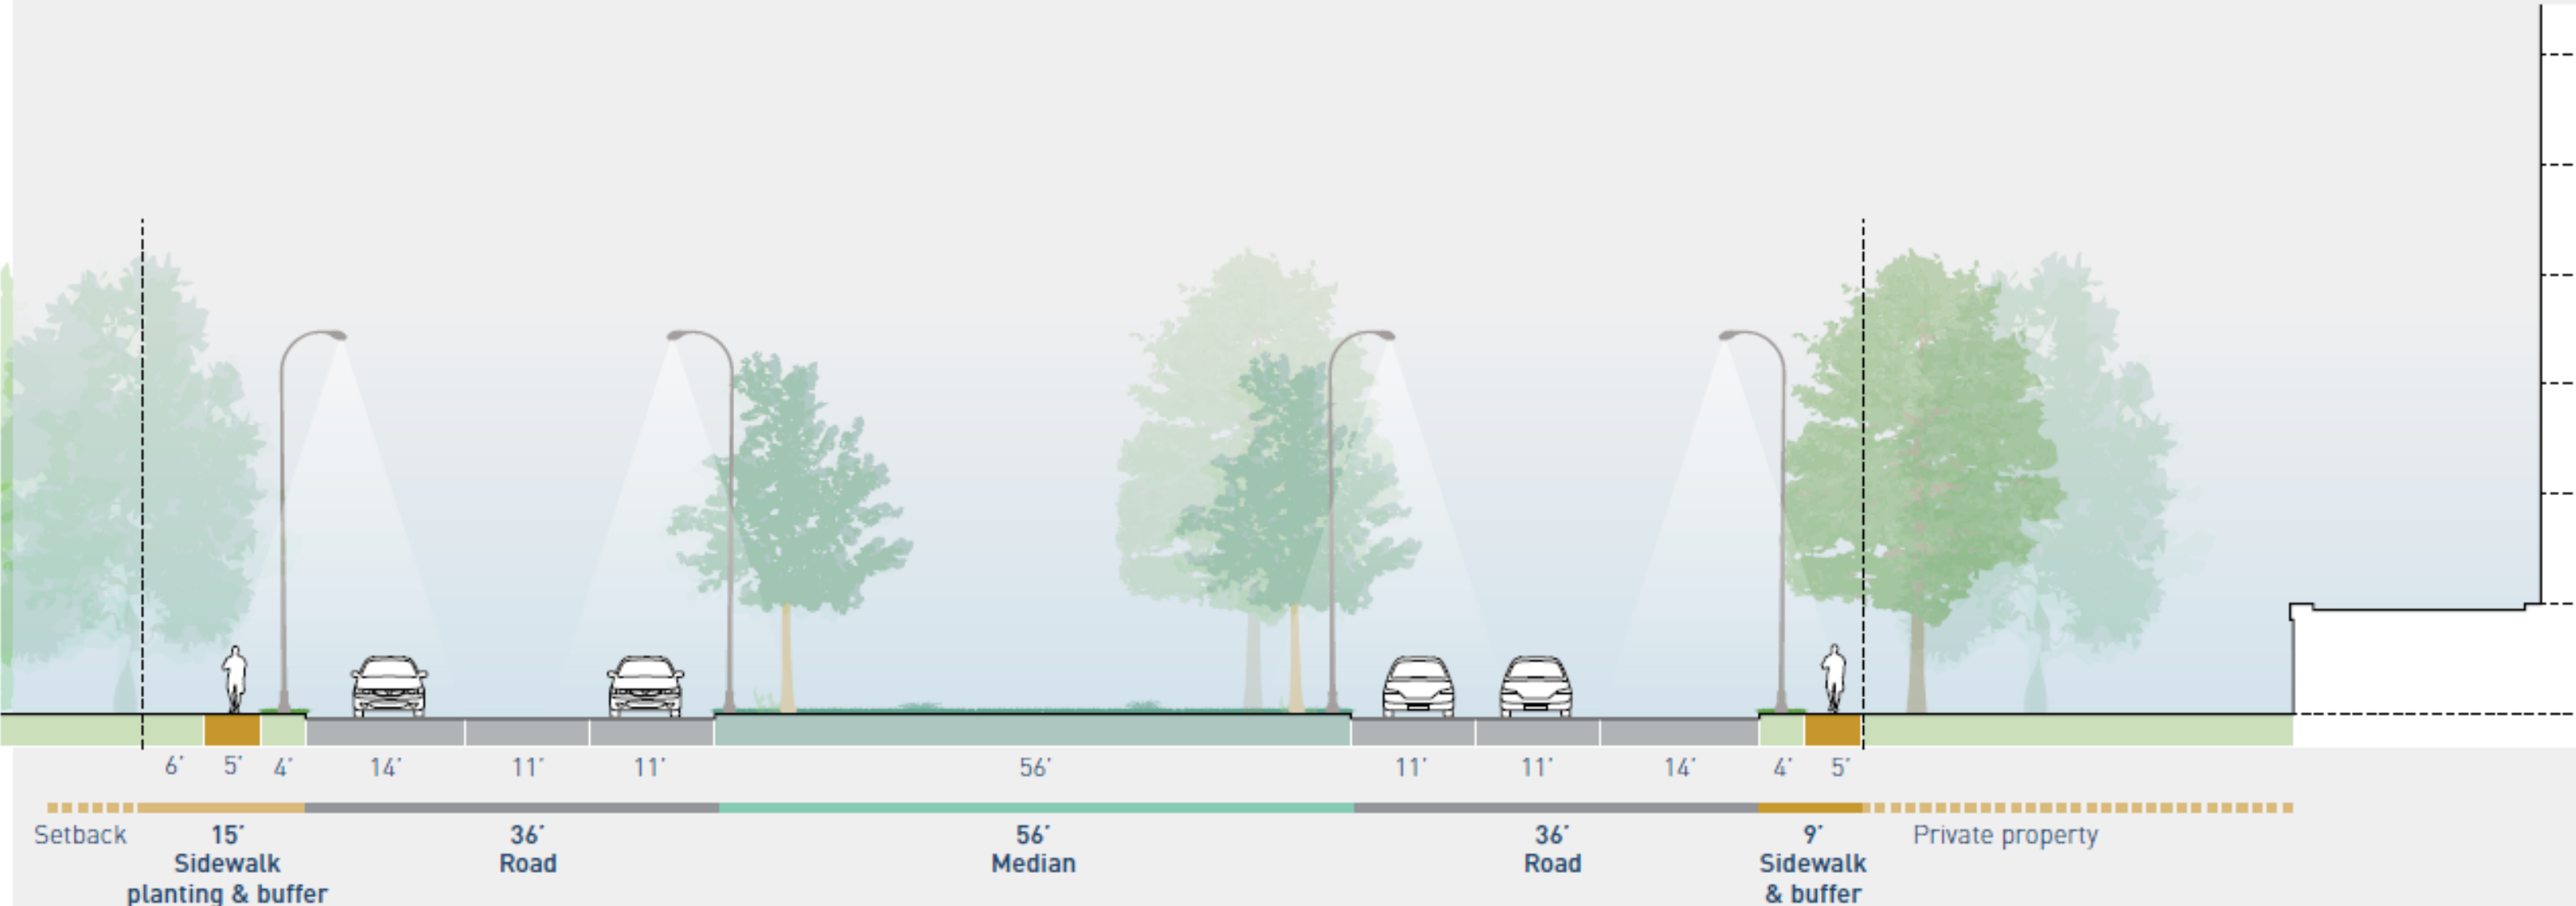 6' 5' 4' 14' 11' 11' 56' 11' 11' 14' 4' 5'
Setback 15' 36' 56' 36' 9' Private property
Sidewalk Road Median Road Sidewalk
planting & buffer & buffer